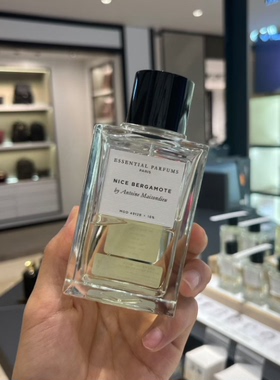 ESSENTIAL PARFUMS
PARIS
NICE BERGAMOTE
by Antoine Maisondieu